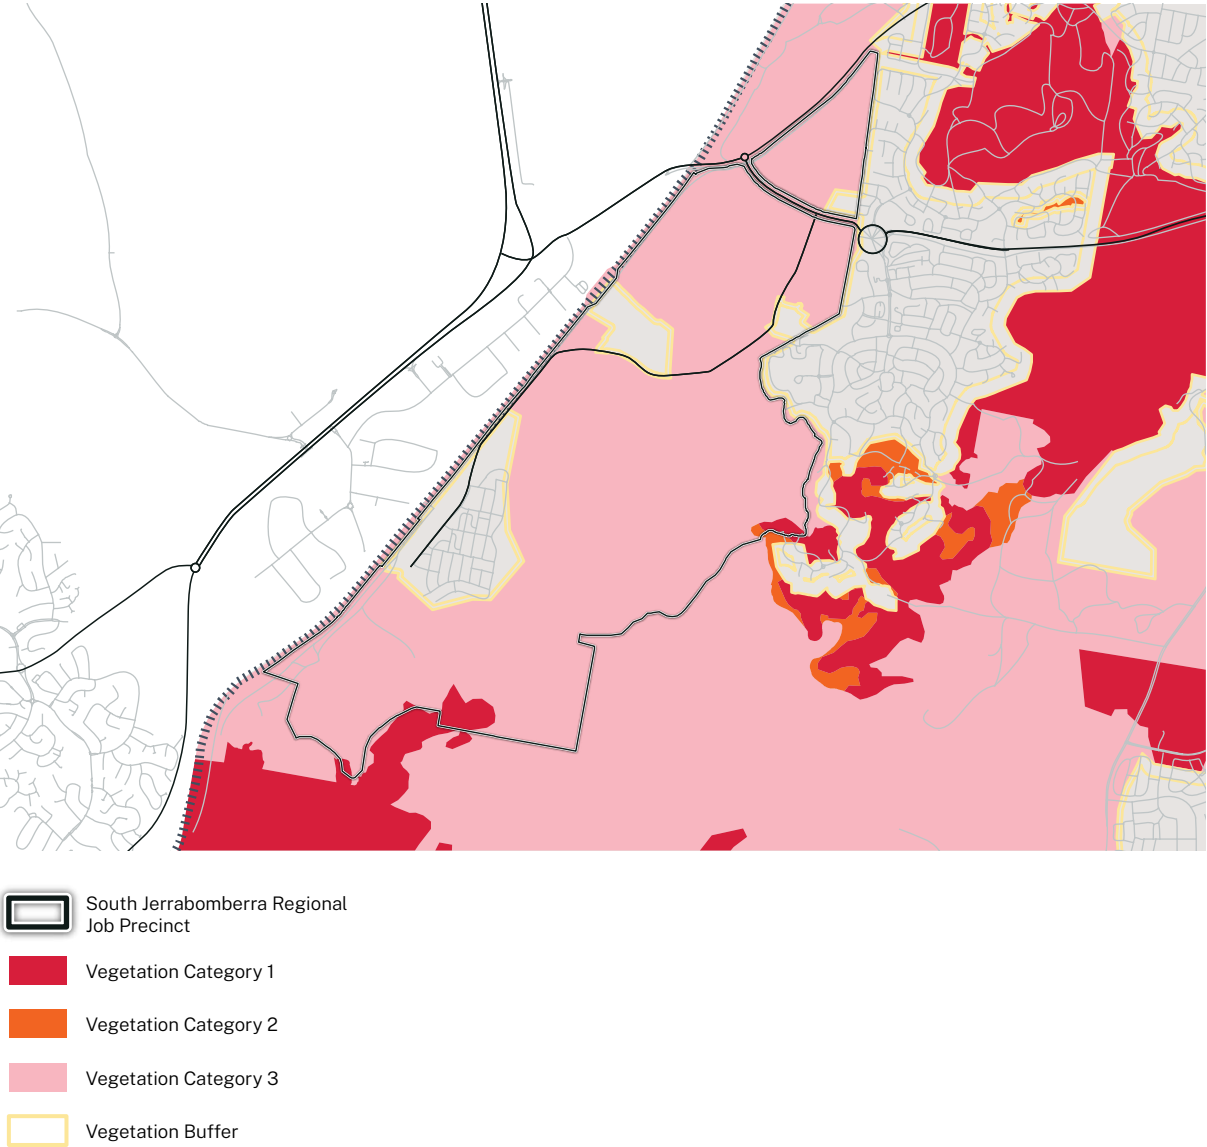 South Jerrabomberra Regional
Job Precinct
Vegetation Category 1
Vegetation Category 2
Vegetation Category 3
Vegetation Buffer